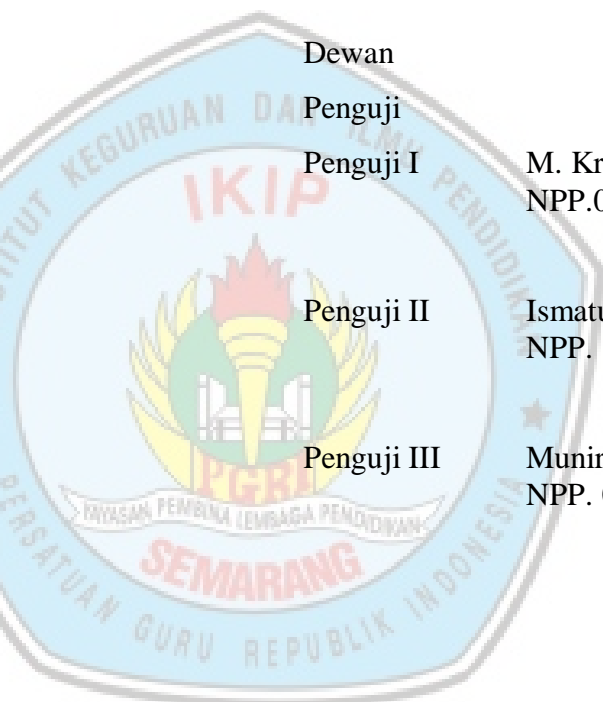 Dewan
Penguji
Penguji I M. Kr
NPP.0
Penguji II Ismatu
NPP.
Penguji III Munir
NPP.
INSTITUT KEGURUAN DAN ILMU PENDIDIKAN
IKIP
PGRI
YAYASAN PEMBINA LEMBAGA PENDIDIKAN
SEMARANG
PERSATUAN GURU REPUBLIK INDONESIA